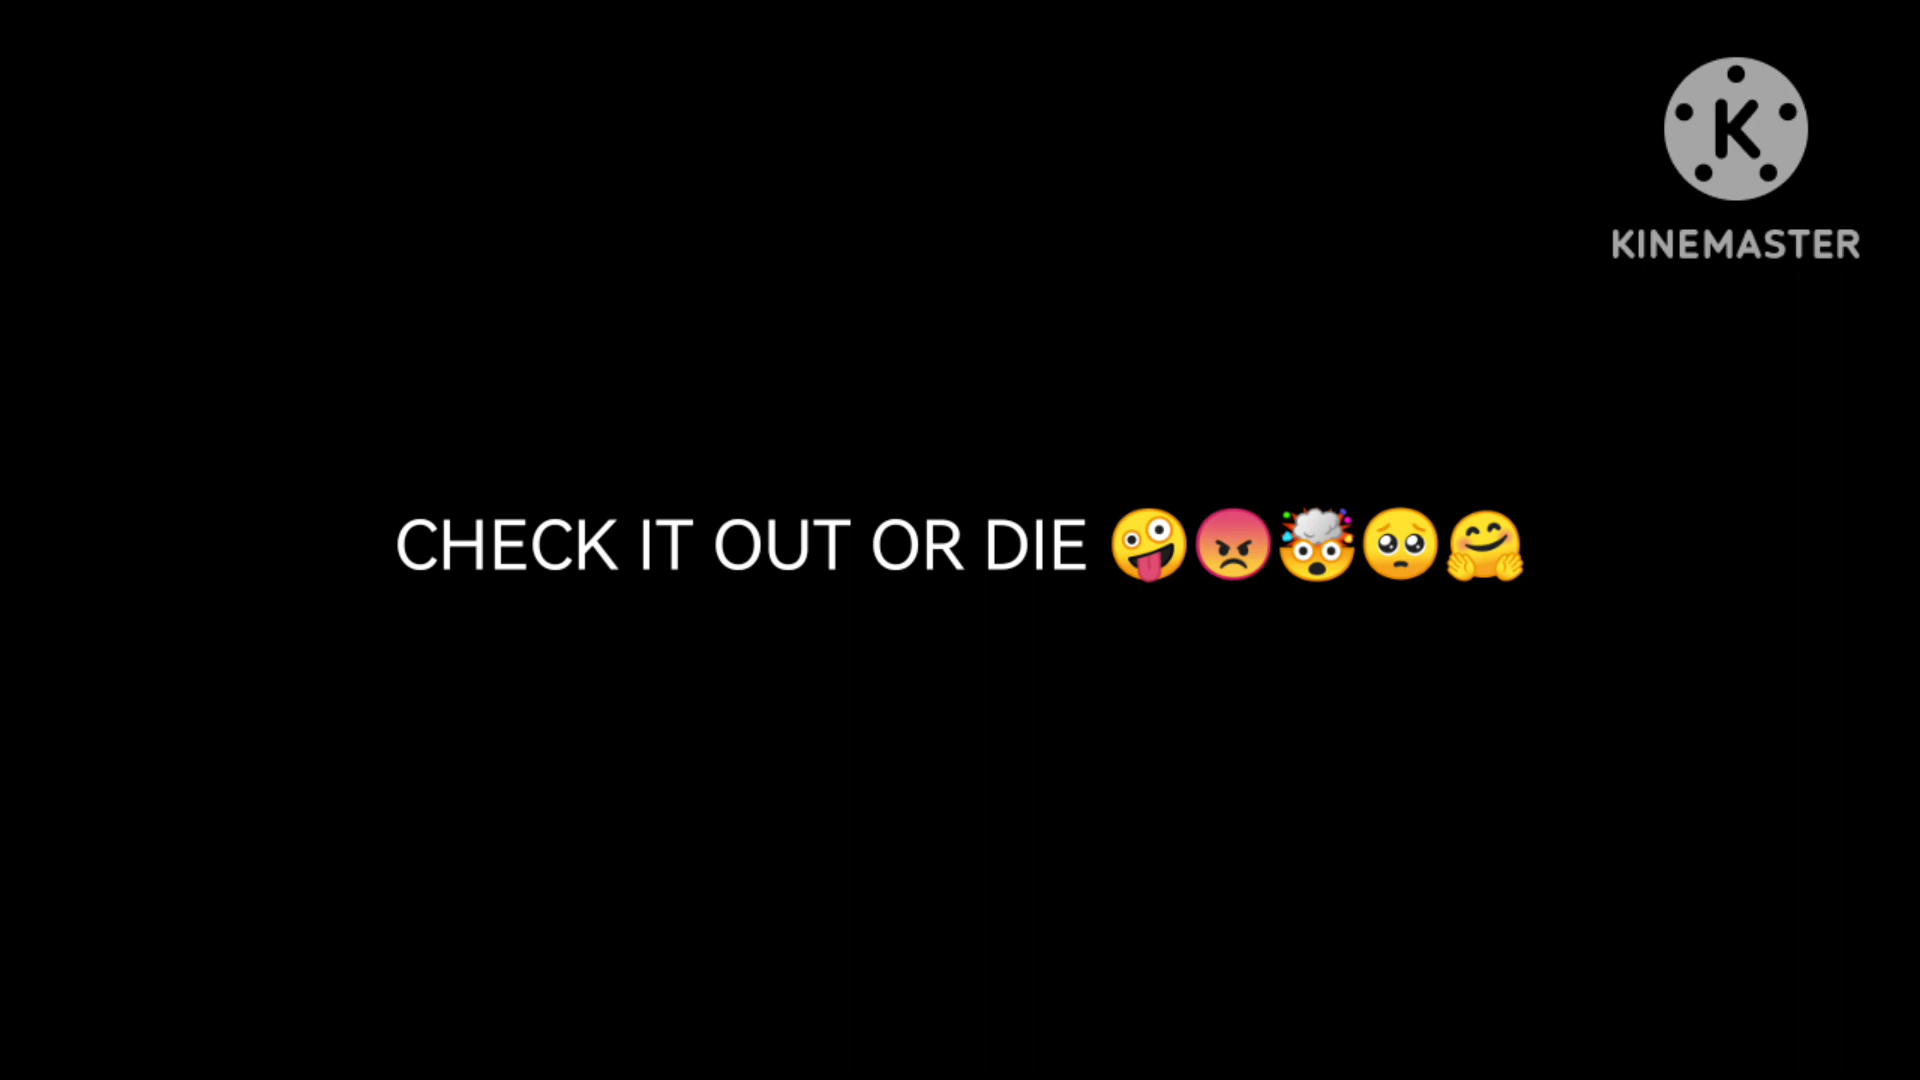 K
KINEMASTER
CHECK IT OUT OR DIE 🤪😡🤯🥺🤗